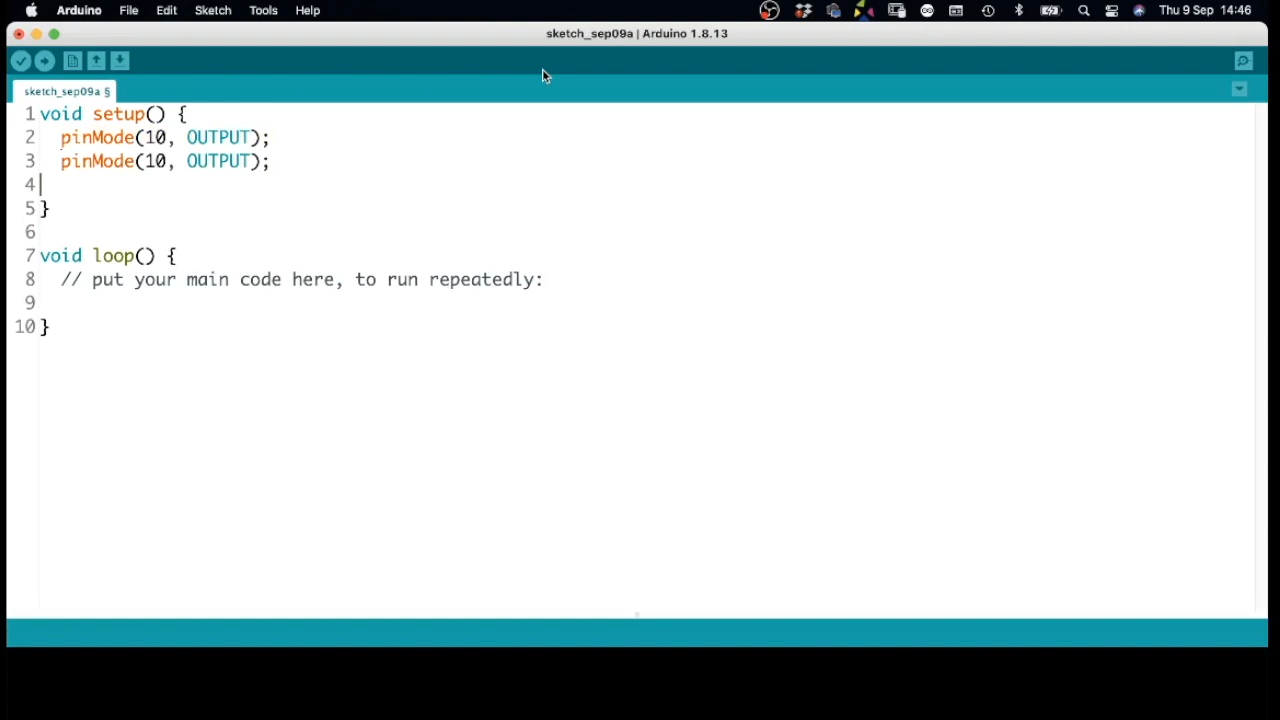 Arduino File Edit Sketch Tools Help Thu 9 Sep 14:46
sketch_sep09a | Arduino 1.8.13
sketch_sep09a §
1 void setup() {
2 pinMode(10, OUTPUT);
3 pinMode(10, OUTPUT);
4
5 }
6
7 void loop() {
8 // put your main code here, to run repeatedly:
9
10 }